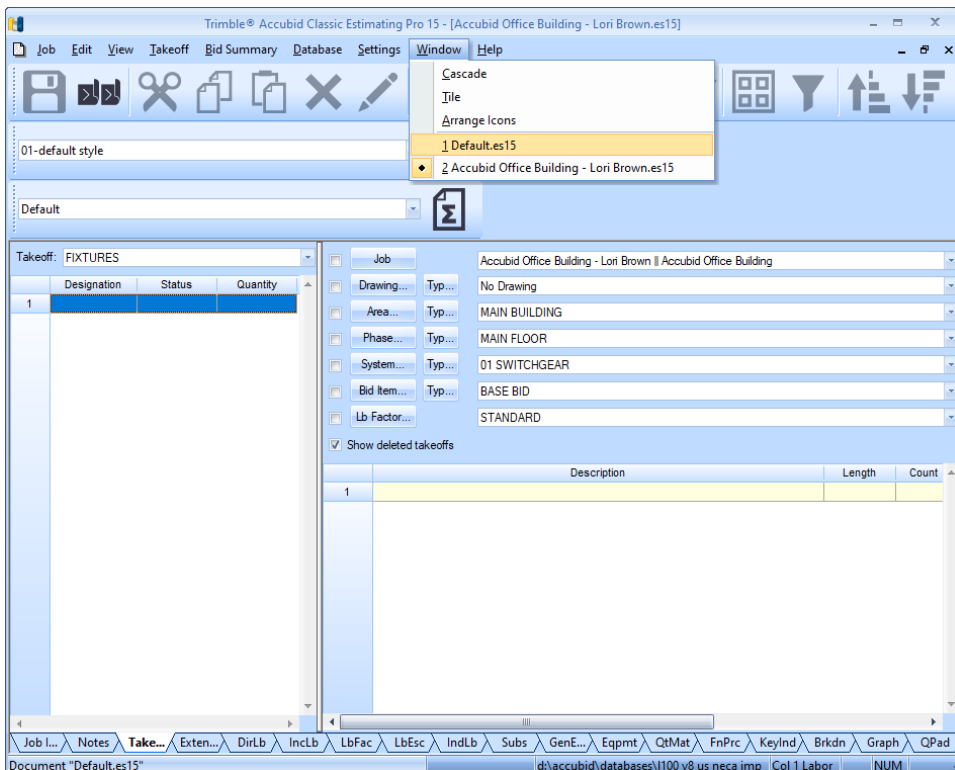 Trimble® Accubid Classic Estimating Pro 15 - [Accubid Office Building - Lori Brown.es15]
Job Edit View Takeoff Bid Summary Database Settings Window Help
Cascade
Tile
Arrange Icons
1 Default.es15
2 Accubid Office Building - Lori Brown.es15
01-default style
Default
Takeoff: FIXTURES
Designation Status Quantity
1
Job Accubid Office Building - Lori Brown || Accubid Office Building
Drawing... Typ... No Drawing
Area... Typ... MAIN BUILDING
Phase... Typ... MAIN FLOOR
System... Typ... 01 SWITCHGEAR
Bid Item... Typ... BASE BID
Lb Factor... STANDARD
Show deleted takeoffs
Description Length Count
1
Job I... Notes Take... Exten... DirLb IncLb LbFac LbEsc IndLb Subs GenE... Eqpmt QtMat FnPrc KeyInd Brkdn Graph QPad
Document "Default.es15" d:\accubid\databases\l100 v8 us neca imp Col 1 Labor NUM